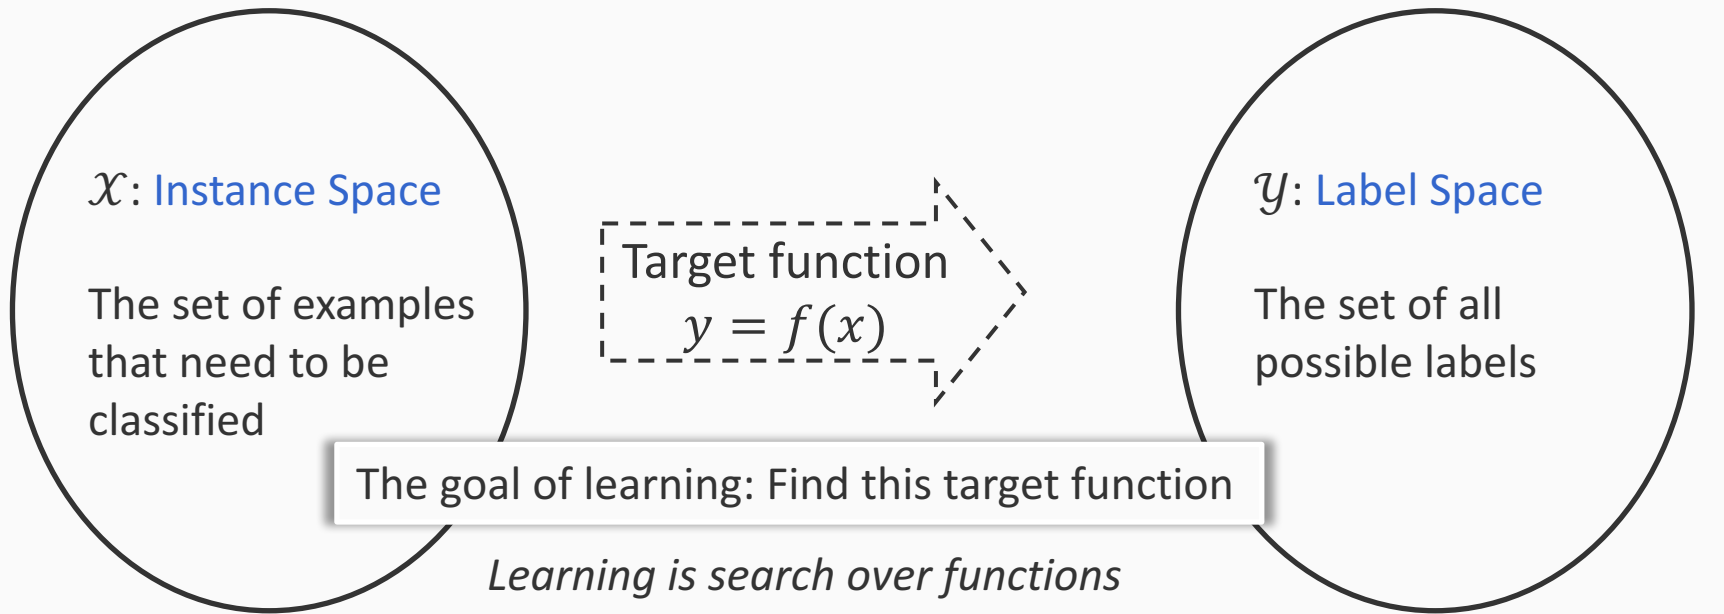 𝒳: Instance Space
The set of examples
that need to be
classified
Target function
y = f(x)
𝒴: Label Space
The set of all
possible labels
The goal of learning: Find this target function
Learning is search over functions